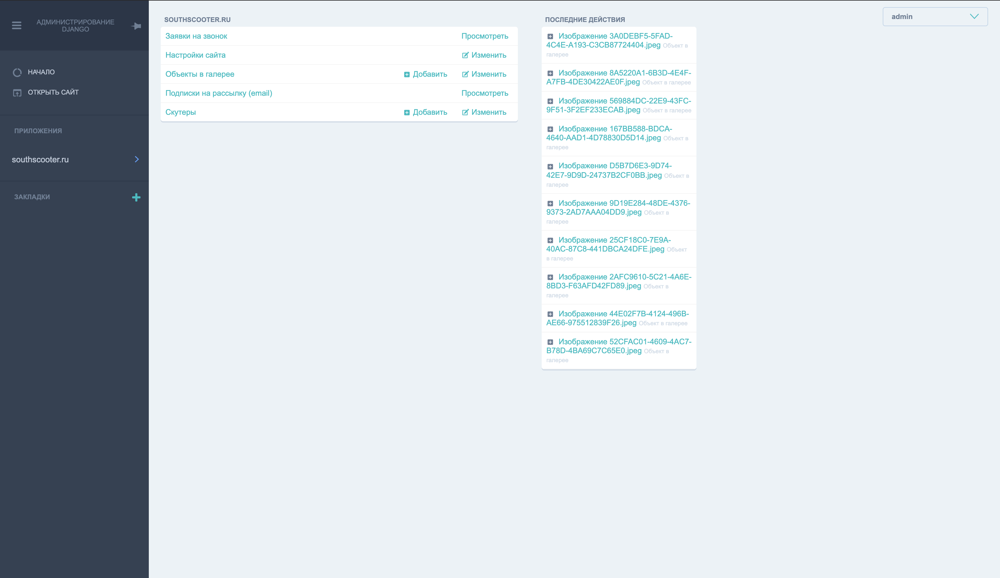 АДМИНИСТРИРОВАНИЕ
DJANGO
НАЧАЛО
ОТКРЫТЬ САЙТ
ПРИЛОЖЕНИЯ
southscooter.ru
ЗАКЛАДКИ
SOUTHSCOOTER.RU
Заявки на звонок Просмотреть
Настройки сайта Изменить
Объекты в галерее Добавить Изменить
Подписки на рассылку (email) Просмотреть
Скутеры Добавить Изменить
ПОСЛЕДНИЕ ДЕЙСТВИЯ
Изображение 3A0DEBF5-5FAD-
4C4E-A193-C3CB87724404.jpeg Объект в
галерее
Изображение 8A5220A1-6B3D-4E4F-
A7FB-4DE30422AE0F.jpeg Объект в галерее
Изображение 569884DC-22E9-43FC-
9F51-3F2EF233ECAB.jpeg Объект в галерее
Изображение 167BB588-BDCA-
4640-AAD1-4D78830D5D14.jpeg Объект в
галерее
Изображение D5B7D6E3-9D74-
42E7-9D9D-24737B2CF0BB.jpeg Объект в
галерее
Изображение 9D19E284-48DE-4376-
9373-2AD7AAA04DD9.jpeg Объект в
галерее
Изображение 25CF18C0-7E9A-
40AC-87C8-441DBCA24DFE.jpeg Объект
в галерее
Изображение 2AFC9610-5C21-4A6E-
8BD3-F63AFD42FD89.jpeg Объект в
галерее
Изображение 44E02F7B-4124-496B-
AE66-975512839F26.jpeg Объект в галерее
Изображение 52CFAC01-4609-4AC7-
B78D-4BA69C7C65E0.jpeg Объект в
галерее
admin